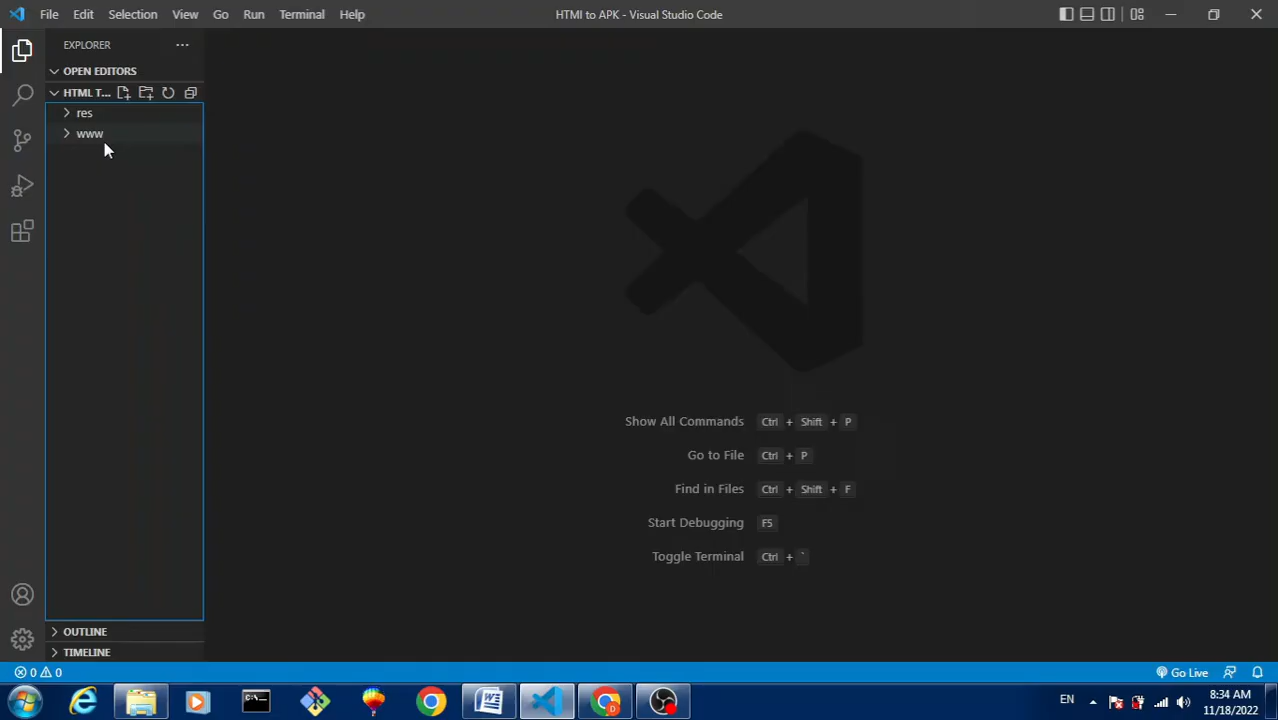 File Edit Selection View Go Run Terminal Help
HTMl to APK - Visual Studio Code
EXPLORER
OPEN EDITORS
HTML T...
res
www
Show All Commands Ctrl + Shift + P
Go to File Ctrl + P
Find in Files Ctrl + Shift + F
Start Debugging F5
Toggle Terminal Ctrl + `
OUTLINE
TIMELINE
0 0
Go Live
C:\
W
D
EN
8:34 AM
11/18/2022